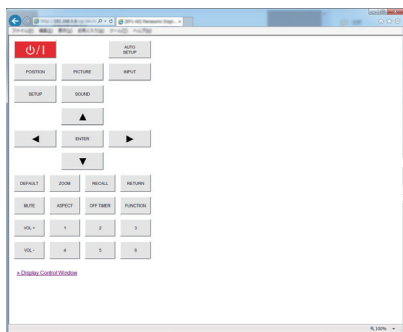 AUTO
SETUP
POSITION PICTURE INPUT
SETUP SOUND
ENTER
DEFAULT ZOOM RECALL RETURN
MUTE ASPECT OFF TIMER FUNCTION
VOL + 1 2 3
VOL - 4 5 6
» Display Control Window
100%